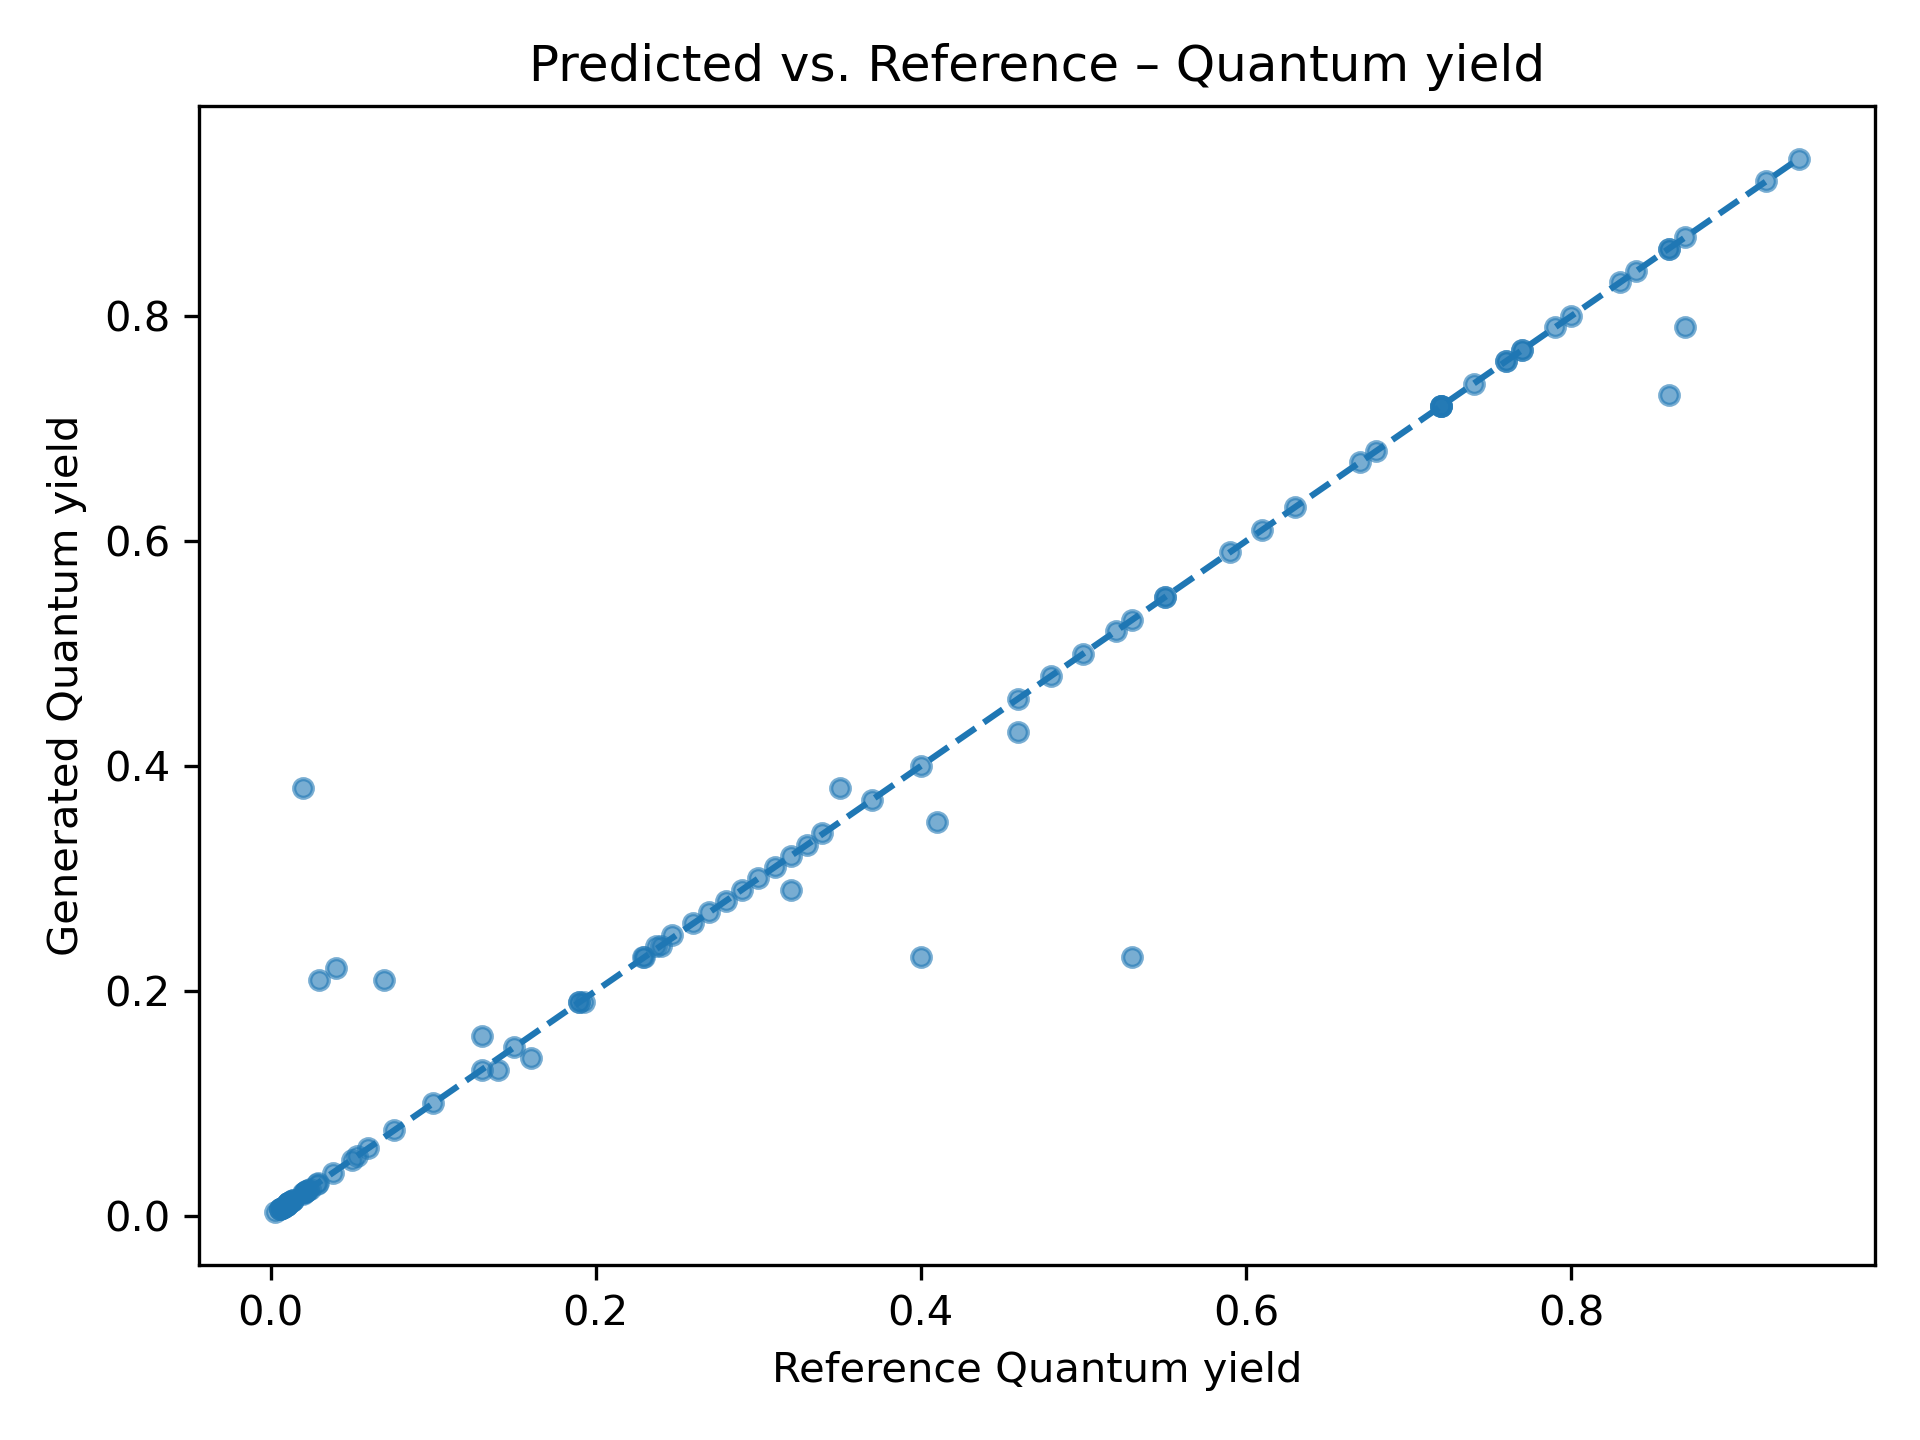 Predicted vs. Reference – Quantum yield
Generated Quantum yield
0.8
0.6
0.4
0.2
0.0
0.0 0.2 0.4 0.6 0.8
Reference Quantum yield